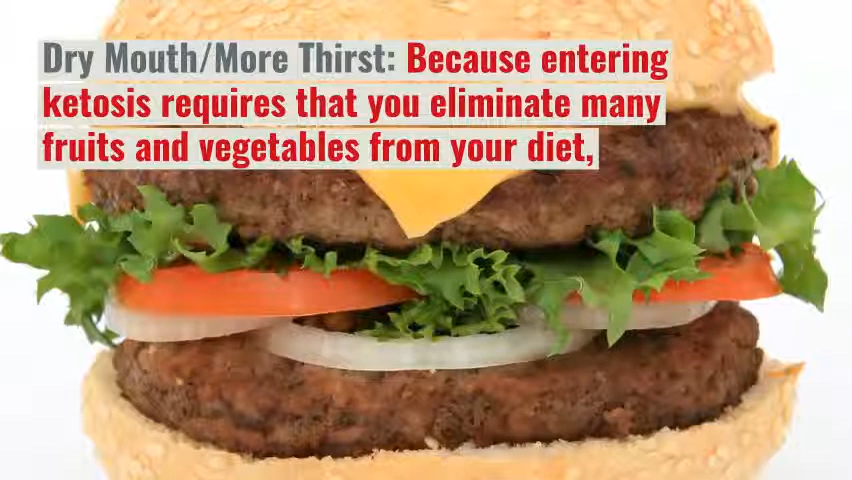 Dry Mouth/More Thirst: Because entering
ketosis requires that you eliminate many
fruits and vegetables from your diet,